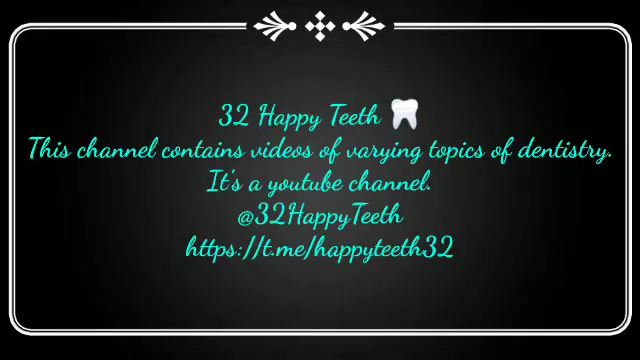 32 Happy Teeth 🦷
This channel contains videos of varying topics of dentistry.
It's a youtube channel.
@32HappyTeeth
https://t.me/happyteeth32